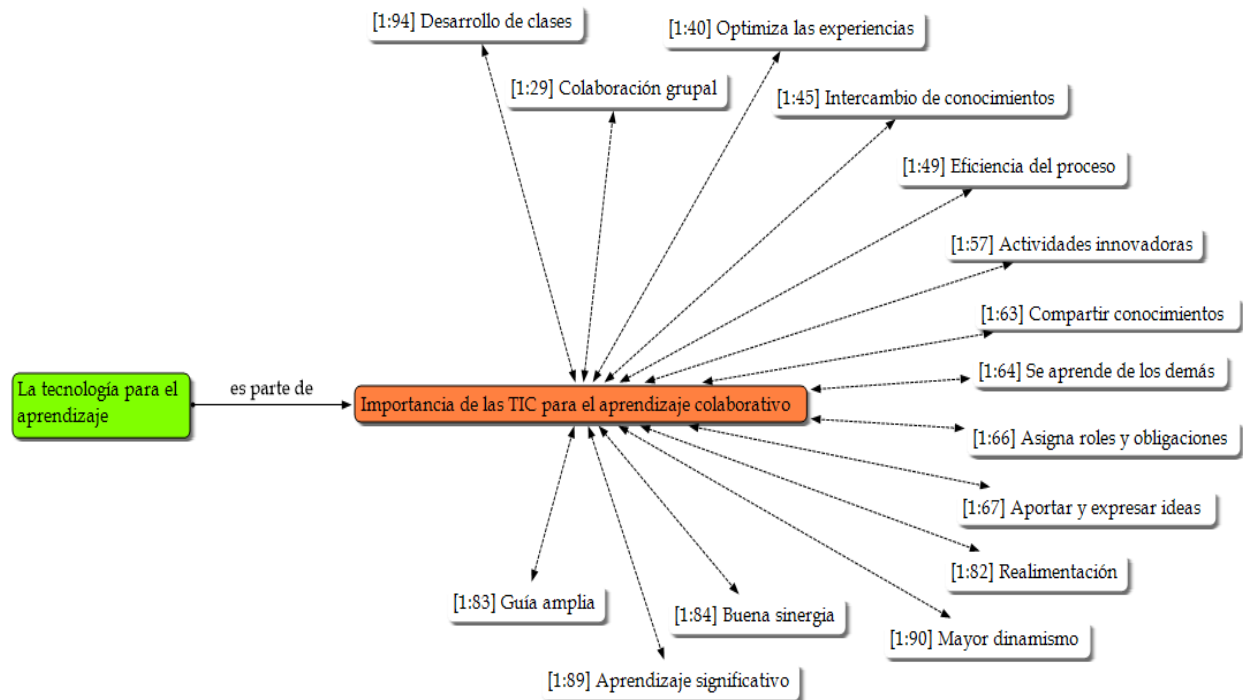 [1:94] Desarrollo de clases
[1:40] Optimiza las experiencias
[1:29] Colaboración grupal
[1:45] Intercambio de conocimientos
[1:49] Eficiencia del proceso
[1:57] Actividades innovadoras
[1:63] Compartir conocimientos
[1:64] Se aprende de los demás
La tecnología para el
aprendizaje
es parte de
Importancia de las TIC para el aprendizaje colaborativo
[1:66] Asigna roles y obligaciones
[1:67] Aportar y expresar ideas
[1:82] Realimentación
[1:83] Guía amplia
[1:84] Buena sinergia
[1:90] Mayor dinamismo
[1:89] Aprendizaje significativo